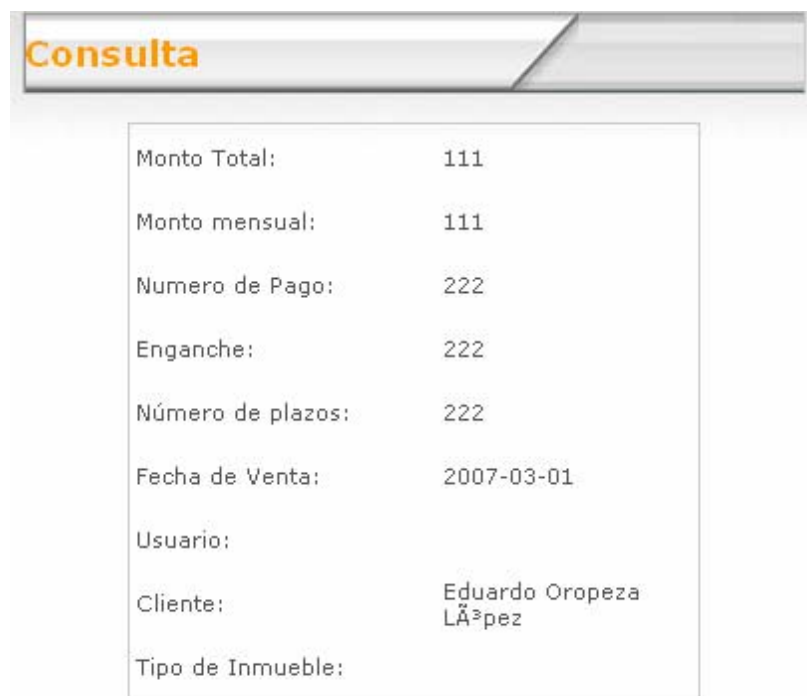 Consulta
Monto Total: 111
Monto mensual: 111
Numero de Pago: 222
Enganche: 222
Número de plazos: 222
Fecha de Venta: 2007-03-01
Usuario:
Cliente: Eduardo Oropeza
LÃ³pez
Tipo de Inmueble: